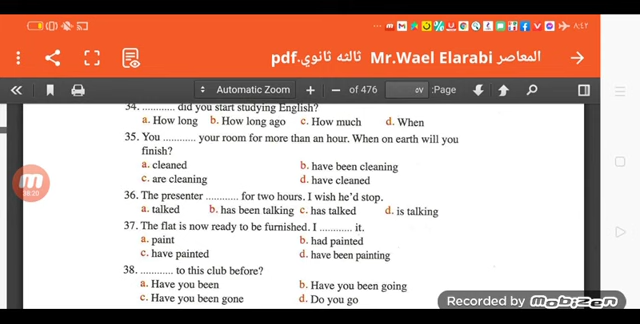 ٨:٤٢
المعاصر Mr.Wael Elarabi ثالثه ثانوي.pdf
Automatic Zoom + − of 476 ٥٧ :Page
34. ............ did you start studying English?
a. How long b. How long ago c. How much d. When
35. You ............ your room for more than an hour. When on earth will you
finish?
a. cleaned b. have been cleaning
c. are cleaning d. have cleaned
36. The presenter ............ for two hours. I wish he'd stop.
a. talked b. has been talking c. has talked d. is talking
37. The flat is now ready to be furnished. I ............ it.
a. paint b. had painted
c. have painted d. have been painting
38. ............ to this club before?
a. Have you been b. Have you been going
c. Have you been gone d. Do you go
Recorded by Mobizen